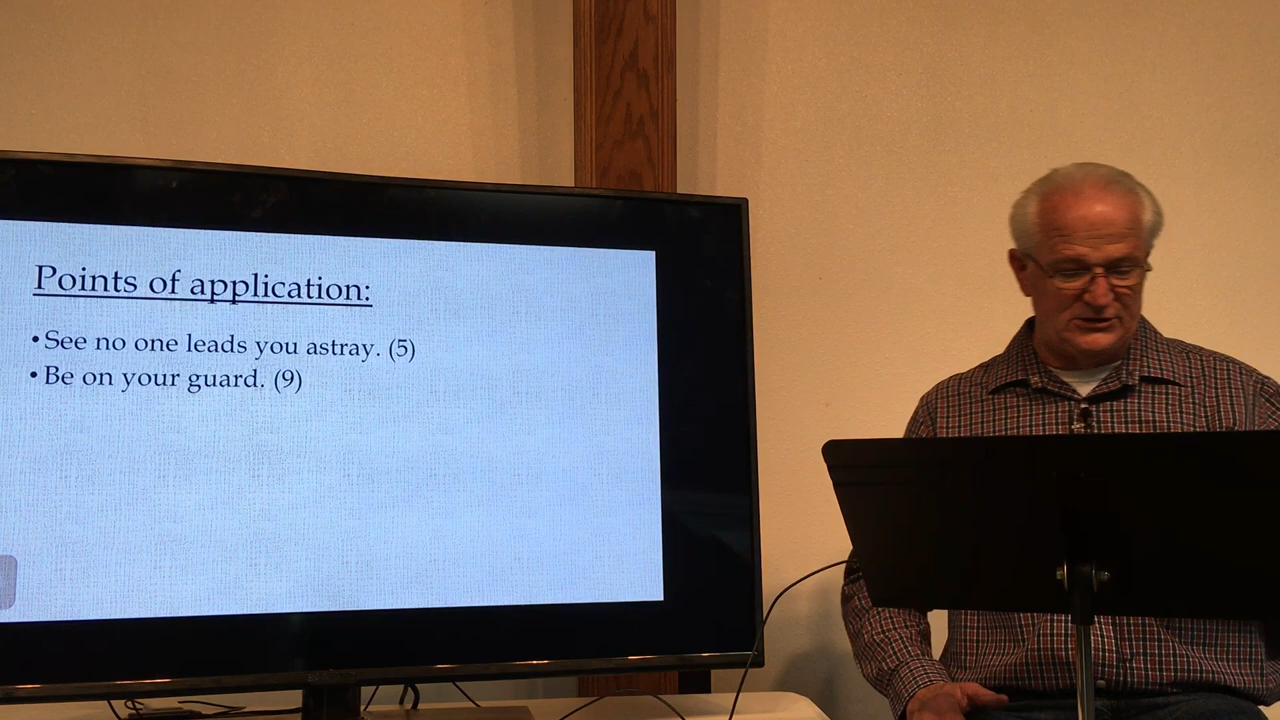 Points of application:
•See no one leads you astray. (5)
•Be on your guard. (9)